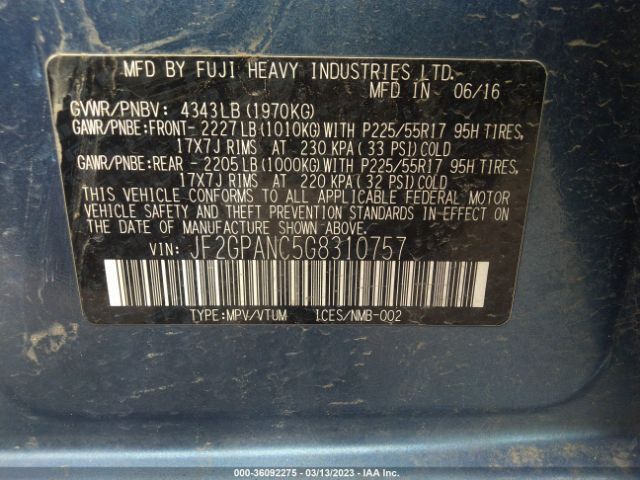 MFD BY FUJI HEAVY INDUSTRIES LTD.
MFD IN 06/16
GVWR/PNBV: 4343LB (1970KG)
GAWR/PNBE:FRONT- 2227LB (1010KG) WITH P225/55R17 95H TIRES,
17X7J RIMS AT 230 KPA (33 PSI) COLD
GAWR/PNBE:REAR - 2205LB (1000KG) WITH P225/55R17 95H TIRES,
17X7J RIMS AT 220 KPA (32 PSI) COLD
THIS VEHICLE CONFORMS TO ALL APPLICABLE FEDERAL MOTOR
VEHICLE SAFETY AND THEFT PREVENTION STANDARDS IN EFFECT
ON THE DATE OF MANUFACTURE SHOWN ABOVE.
VIN: JF2GPANC5G8310757
TYPE:MPV/VTUM ICES/NMB-002
000-36092275 - 03/13/2023 - IAA Inc.